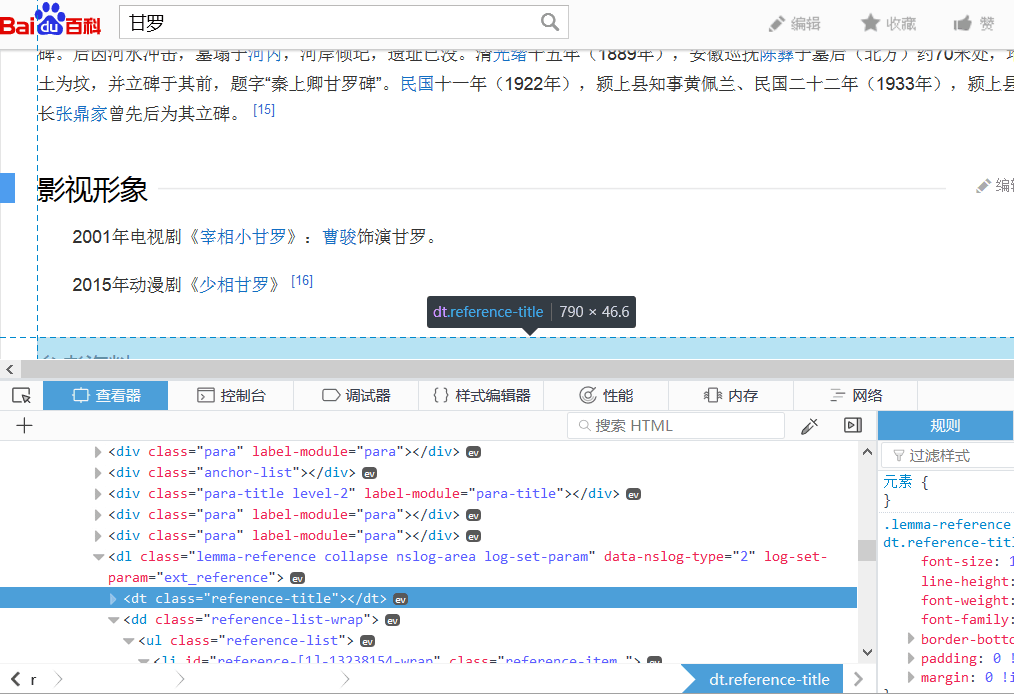 Bai du 百科
甘罗
编辑
收藏
赞
碑。后因河水冲击，墓塌于河内，河岸倾圮，遗址已没。清光绪十五年（1889年），安徽巡抚陈彝于墓后（北方）约70米处，
土为坟，并立碑于其前，题字“秦上卿甘罗碑”。民国十一年（1922年），颍上县知事黄佩兰、民国二十二年（1933年），颍上县
长张鼎家曾先后为其立碑。 [15]
影视形象
编辑
2001年电视剧《宰相小甘罗》：曹骏饰演甘罗。
2015年动漫剧《少相甘罗》 [16]
dt.reference-title 790 × 46.6
查看器
控制台
调试器
{ } 样式编辑器
性能
内存
网络
搜索 HTML
规则
过滤样式
<div class="para" label-module="para"></div> ev
<div class="anchor-list"></div> ev
<div class="para-title level-2" label-module="para-title"></div> ev
<div class="para" label-module="para"></div> ev
<div class="para" label-module="para"></div> ev
<dl class="lemma-reference collapse nslog-area log-set-param" data-nslog-type="2" log-set-
param="ext_reference"> ev
<dt class="reference-title"></dt> ev
<dd class="reference-list-wrap"> ev
<ul class="reference-list"> ev
<li id="reference-[1]-13238154-wrap" class="reference-item "> ev
元素 {
}
.lemma-reference
dt.reference-titl
font-size: 1
line-height:
font-weight:
font-family:
border-botto
padding: 0 !
margin: 0 !i
}
r
dt.reference-title